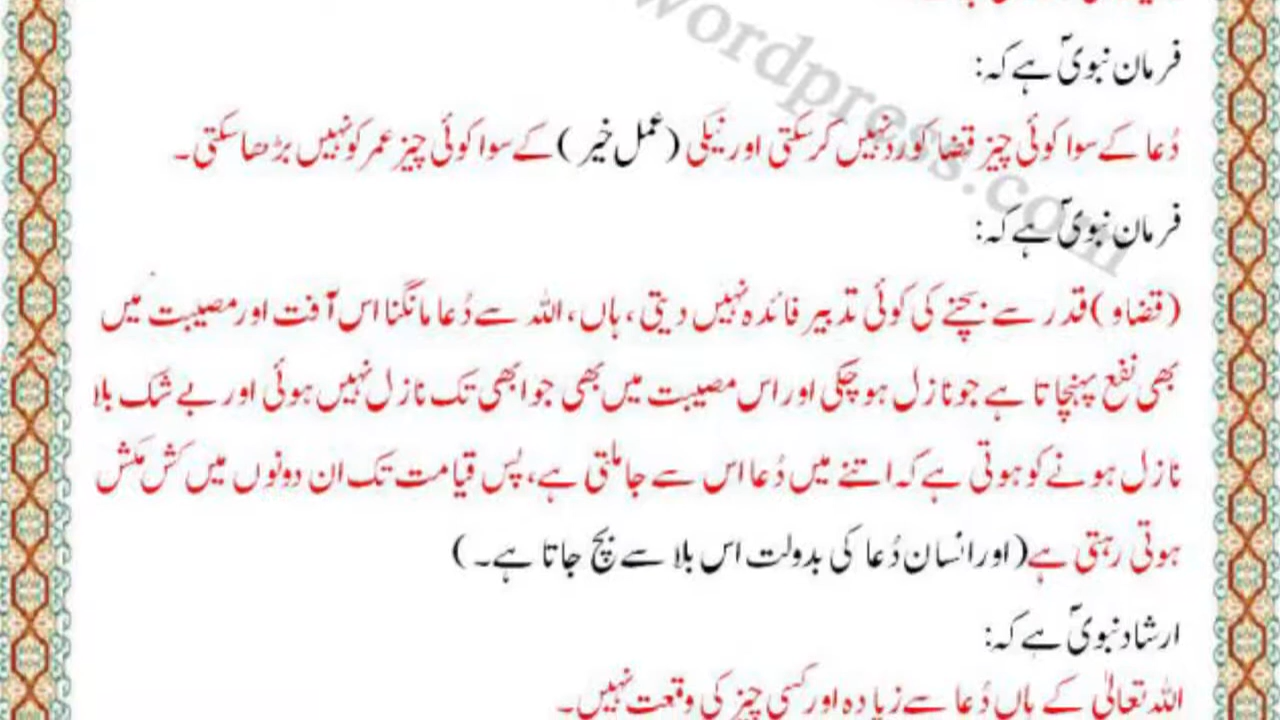 فرمان نبویؐ ہے کہ:
دُعا کے سوا کوئی چیز قضا کو رد نہیں کرسکتی اور نیکی (عمل خیر) کے سوا کوئی چیز عمر کو نہیں بڑھا سکتی۔
فرمان نبویؐ ہے کہ:
(قضاو) قدر سے بچنے کی کوئی تدبیر فائدہ نہیں دیتی، ہاں، اللہ سے دُعا مانگنا اس آفت اور مصیبت میں
بھی نفع پہنچاتا ہے جو نازل ہو چکی اور اس مصیبت میں بھی جو ابھی تک نازل نہیں ہوئی اور بے شک بلا
نازل ہونے کو ہوتی ہے کہ اتنے میں دُعا اس سے جا ملتی ہے، پس قیامت تک ان دونوں میں کش مکش
ہوتی رہتی ہے (اور انسان دُعا کی بدولت اس بلا سے بچ جاتا ہے۔)
ارشاد نبویؐ ہے کہ:
اللہ تعالیٰ کے ہاں دُعا سے زیادہ اور کسی چیز کی وقعت نہیں۔
wordpress.com